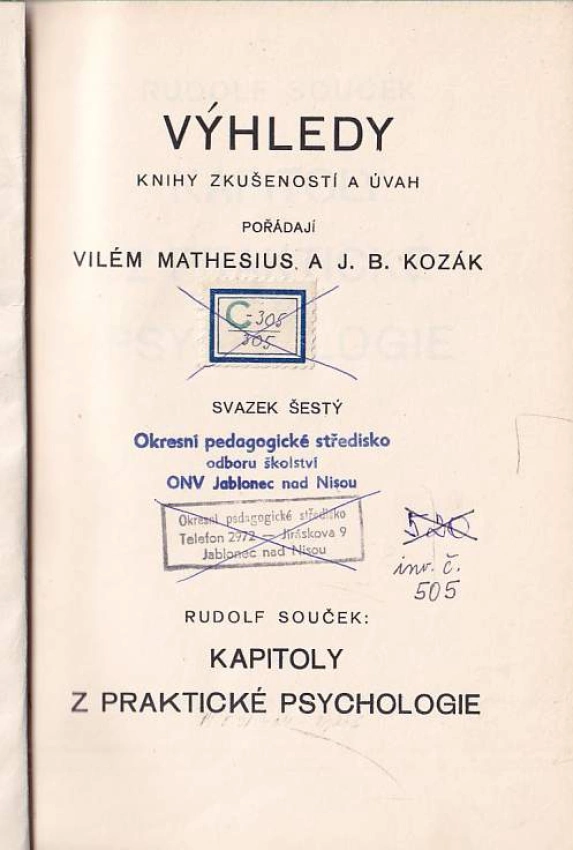 VÝHLEDY
KNIHY ZKUŠENOSTÍ A ÚVAH
POŘÁDAJÍ
VILÉM MATHESIUS A J. B. KOZÁK
C-305
305
SVAZEK ŠESTÝ
Okresní pedagogické středisko
odboru školství
ONV Jablonec nad Nisou
Okresní pedagogické středisko
Telefon 2972 — Jiráskova 9
Jablonec nad Nisou
520
inv. č.
505
RUDOLF SOUČEK:
KAPITOLY
Z PRAKTICKÉ PSYCHOLOGIE